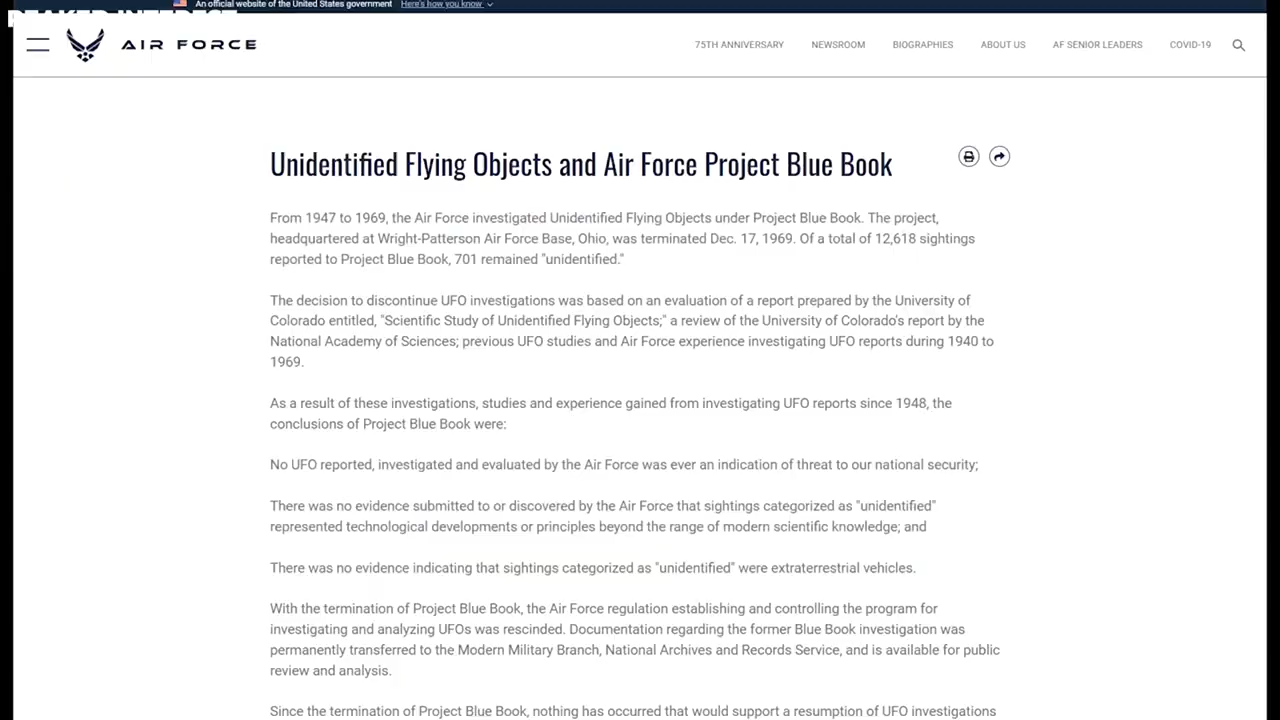 An official website of the United States government Here's how you know
AIR FORCE
75TH ANNIVERSARY NEWSROOM BIOGRAPHIES ABOUT US AF SENIOR LEADERS COVID-19
Unidentified Flying Objects and Air Force Project Blue Book
From 1947 to 1969, the Air Force investigated Unidentified Flying Objects under Project Blue Book. The project,
headquartered at Wright-Patterson Air Force Base, Ohio, was terminated Dec. 17, 1969. Of a total of 12,618 sightings
reported to Project Blue Book, 701 remained "unidentified."
The decision to discontinue UFO investigations was based on an evaluation of a report prepared by the University of
Colorado entitled, "Scientific Study of Unidentified Flying Objects;" a review of the University of Colorado's report by the
National Academy of Sciences; previous UFO studies and Air Force experience investigating UFO reports during 1940 to
1969.
As a result of these investigations, studies and experience gained from investigating UFO reports since 1948, the
conclusions of Project Blue Book were:
No UFO reported, investigated and evaluated by the Air Force was ever an indication of threat to our national security;
There was no evidence submitted to or discovered by the Air Force that sightings categorized as "unidentified"
represented technological developments or principles beyond the range of modern scientific knowledge; and
There was no evidence indicating that sightings categorized as "unidentified" were extraterrestrial vehicles.
With the termination of Project Blue Book, the Air Force regulation establishing and controlling the program for
investigating and analyzing UFOs was rescinded. Documentation regarding the former Blue Book investigation was
permanently transferred to the Modern Military Branch, National Archives and Records Service, and is available for public
review and analysis.
Since the termination of Project Blue Book, nothing has occurred that would support a resumption of UFO investigations